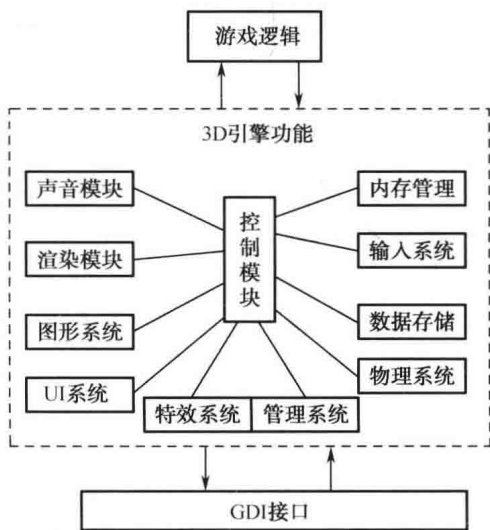 游戏逻辑
3D引擎功能
声音模块
内存管理
控制模块
渲染模块
输入系统
图形系统
数据存储
UI系统
物理系统
特效系统
管理系统
GDI接口